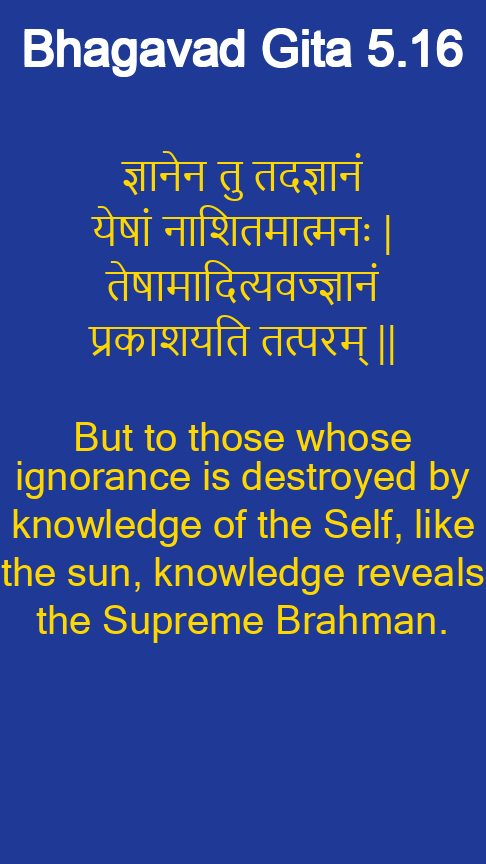 Bhagavad Gita 5.16
ज्ञानेन तु तदज्ञानं
येषां नाशितमात्मनः |
तेषामादित्यवज्ज्ञानं
प्रकाशयति तत्परम् ||
But to those whose
ignorance is destroyed by
knowledge of the Self, like
the sun, knowledge reveals
the Supreme Brahman.